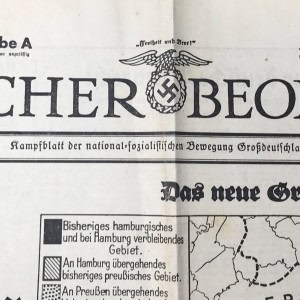 be A
„Freiheit und Brot!"
CHER BEO
Kampfblatt der national-sozialistischen Bewegung Großdeutschla
Das neue Gr
Bisheriges hamburgisches
und bei Hamburg verbleibendes
Gebiet.
An Hamburg übergehendes
bisheriges preußisches Gebiet.
An Preußen übergehendes